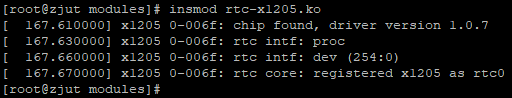 [root@zjut modules]# insmod rtc-x1205.ko
[  167.610000] x1205 0-006f: chip found, driver version 1.0.7
[  167.630000] x1205 0-006f: rtc intf: proc
[  167.660000] x1205 0-006f: rtc intf: dev (254:0)
[  167.670000] x1205 0-006f: rtc core: registered x1205 as rtc0
[root@zjut modules]#